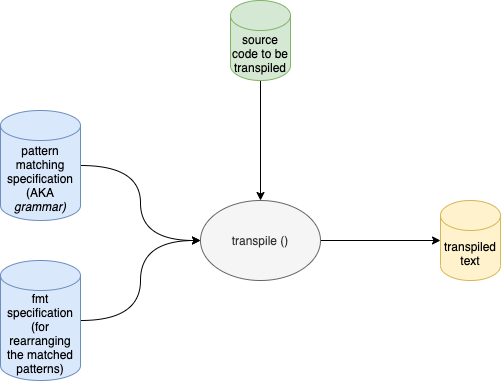 source
code to be
transpiled
pattern
matching
specification
(AKA
grammar)
transpile ()
transpiled
text
fmt
specification
(for
rearranging
the matched
patterns)